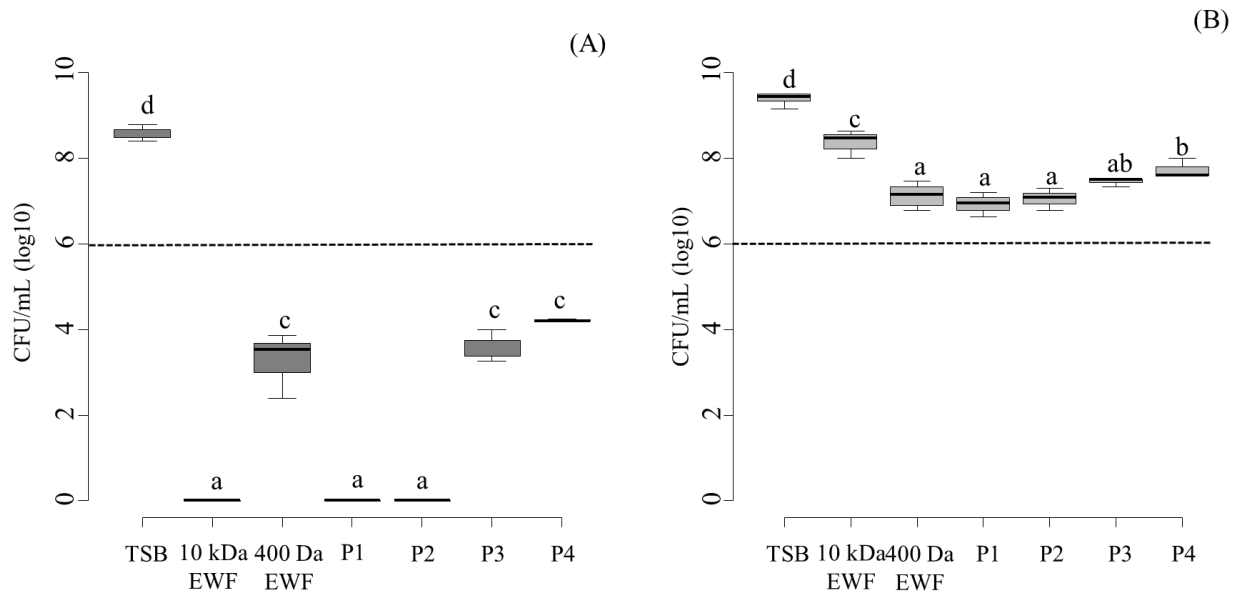 (A)
CFU/mL (log10)
10
8
6
4
2
0
d
a
c
a
a
c
c
TSB 10 kDa 400 Da P1 P2 P3 P4
EWF EWF
(B)
CFU/mL (log10)
10
8
6
4
2
0
d
c
a
a
a
ab
b
TSB 10 kDa 400 Da P1 P2 P3 P4
EWF EWF